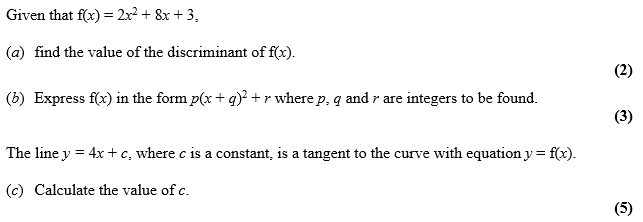 Given that f(x) = 2x² + 8x + 3,
(a) find the value of the discriminant of f(x).
(2)
(b) Express f(x) in the form p(x + q)² + r where p, q and r are integers to be found.
(3)
The line y = 4x + c, where c is a constant, is a tangent to the curve with equation y = f(x).
(c) Calculate the value of c.
(5)